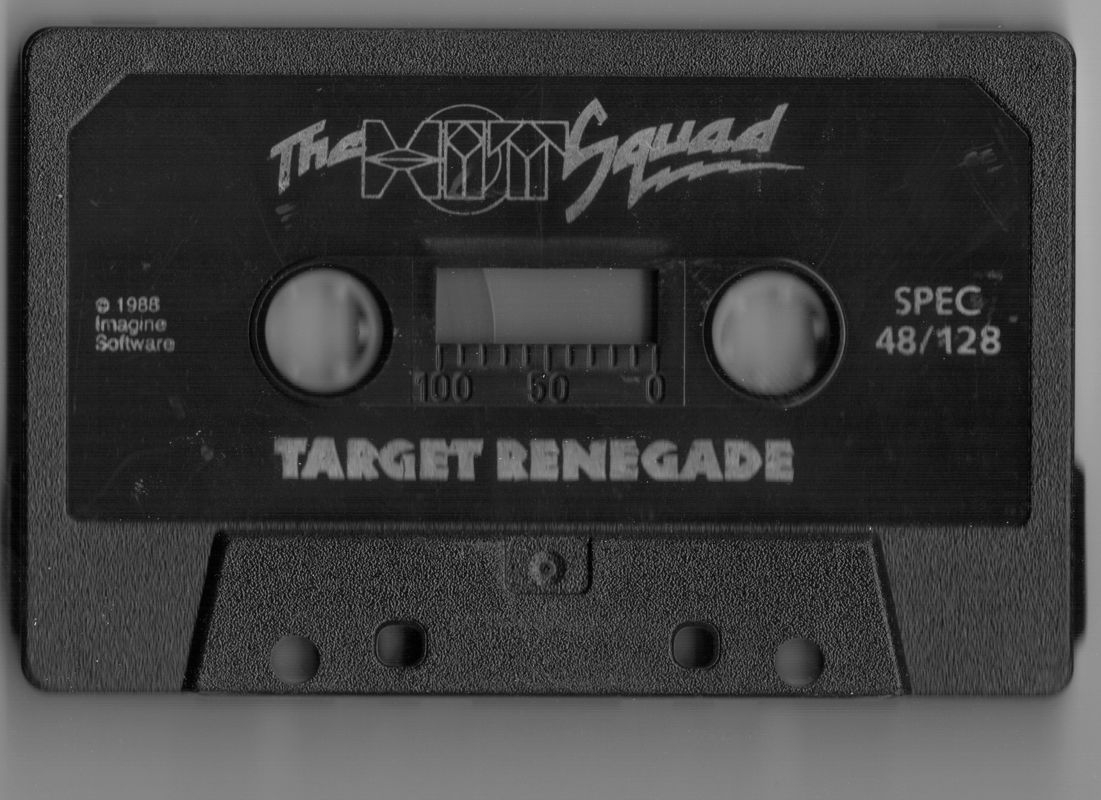 The HIT Squad
© 1988
Imagine
Software
SPEC
48/128
100 50 0
TARGET RENEGADE